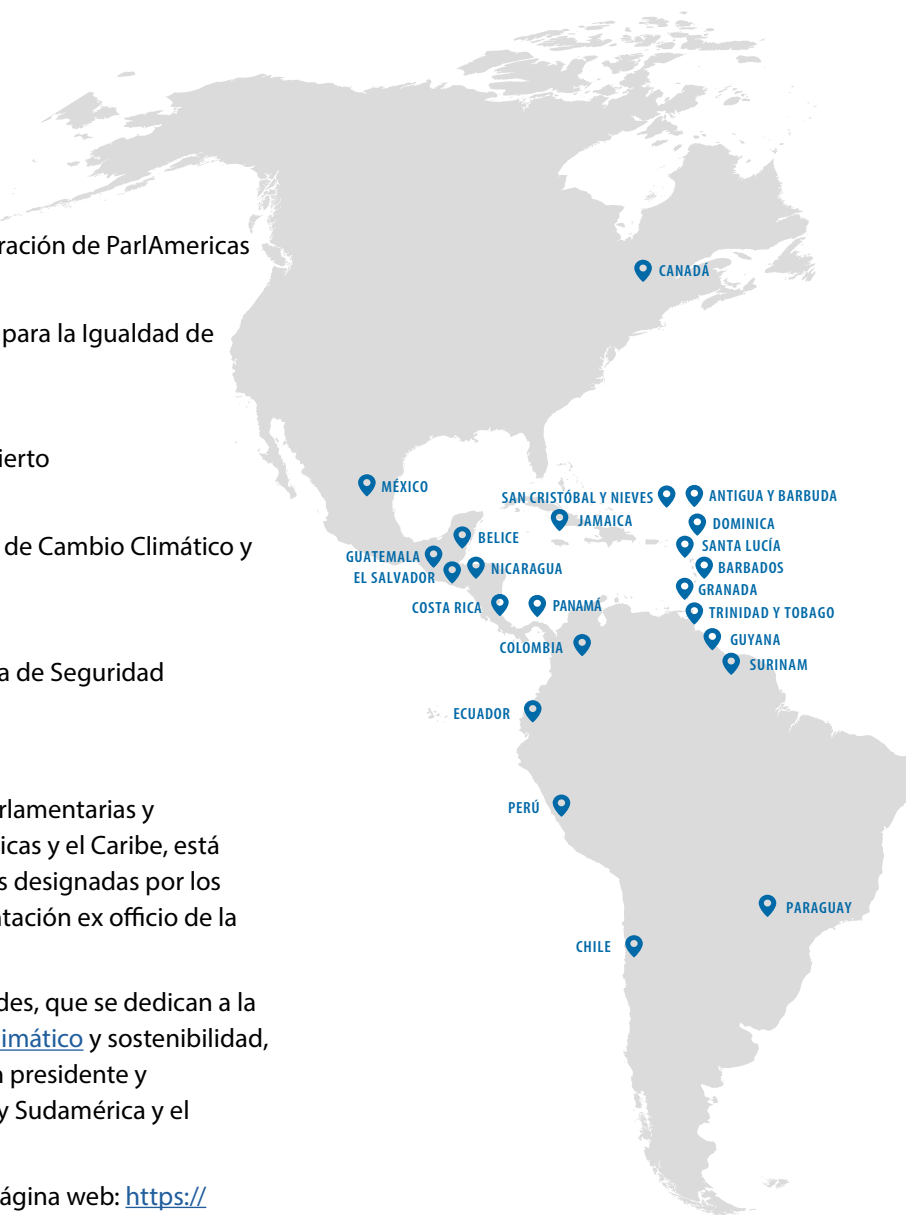 ración de ParlAmericas
para la Igualdad de
ierto
de Cambio Climático y
a de Seguridad
rlamentarias y
icas y el Caribe, está
s designadas por los
tación ex officio de la
des, que se dedican a la
imático y sostenibilidad,
n presidente y
y Sudamérica y el
ágina web: https://
CANADÁ
MÉXICO
SAN CRISTÓBAL Y NIEVES
ANTIGUA Y BARBUDA
JAMAICA
DOMINICA
BELICE
SANTA LUCÍA
GUATEMALA
BARBADOS
EL SALVADOR
NICARAGUA
GRANADA
COSTA RICA
PANAMÁ
TRINIDAD Y TOBAGO
COLOMBIA
GUYANA
SURINAM
ECUADOR
PERÚ
PARAGUAY
CHILE